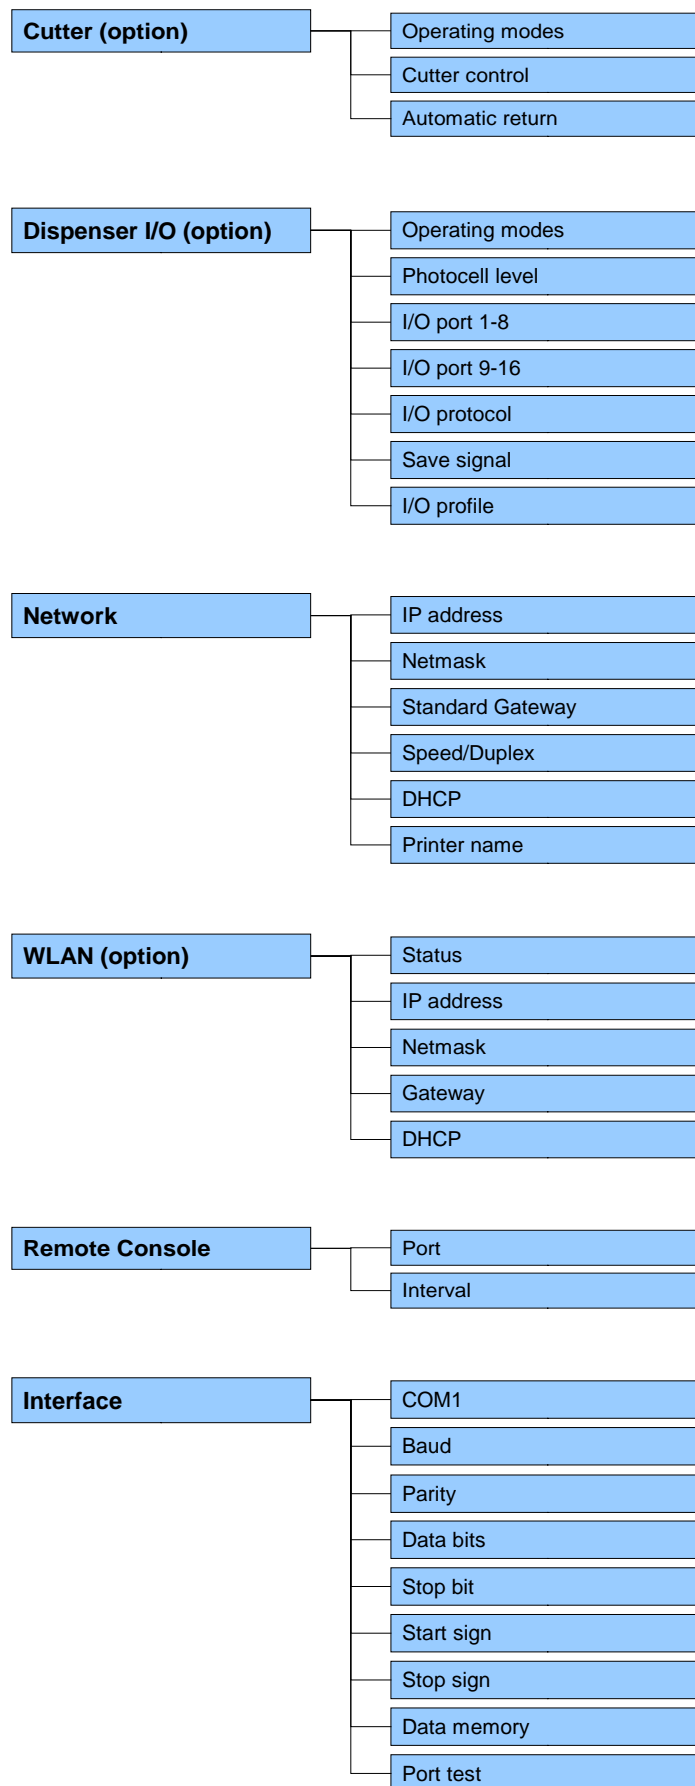 Cutter (option)
Operating modes
Cutter control
Automatic return
Dispenser I/O (option)
Operating modes
Photocell level
I/O port 1-8
I/O port 9-16
I/O protocol
Save signal
I/O profile
Network
IP address
Netmask
Standard Gateway
Speed/Duplex
DHCP
Printer name
WLAN (option)
Status
IP address
Netmask
Gateway
DHCP
Remote Console
Port
Interval
Interface
COM1
Baud
Parity
Data bits
Stop bit
Start sign
Stop sign
Data memory
Port test